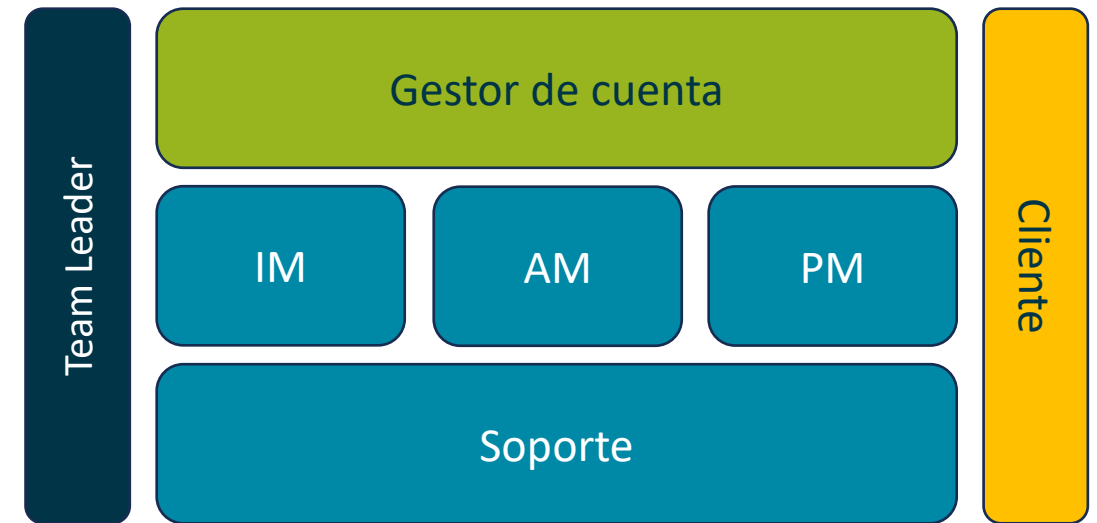 Team Leader
Gestor de cuenta
IM
AM
PM
Soporte
Cliente